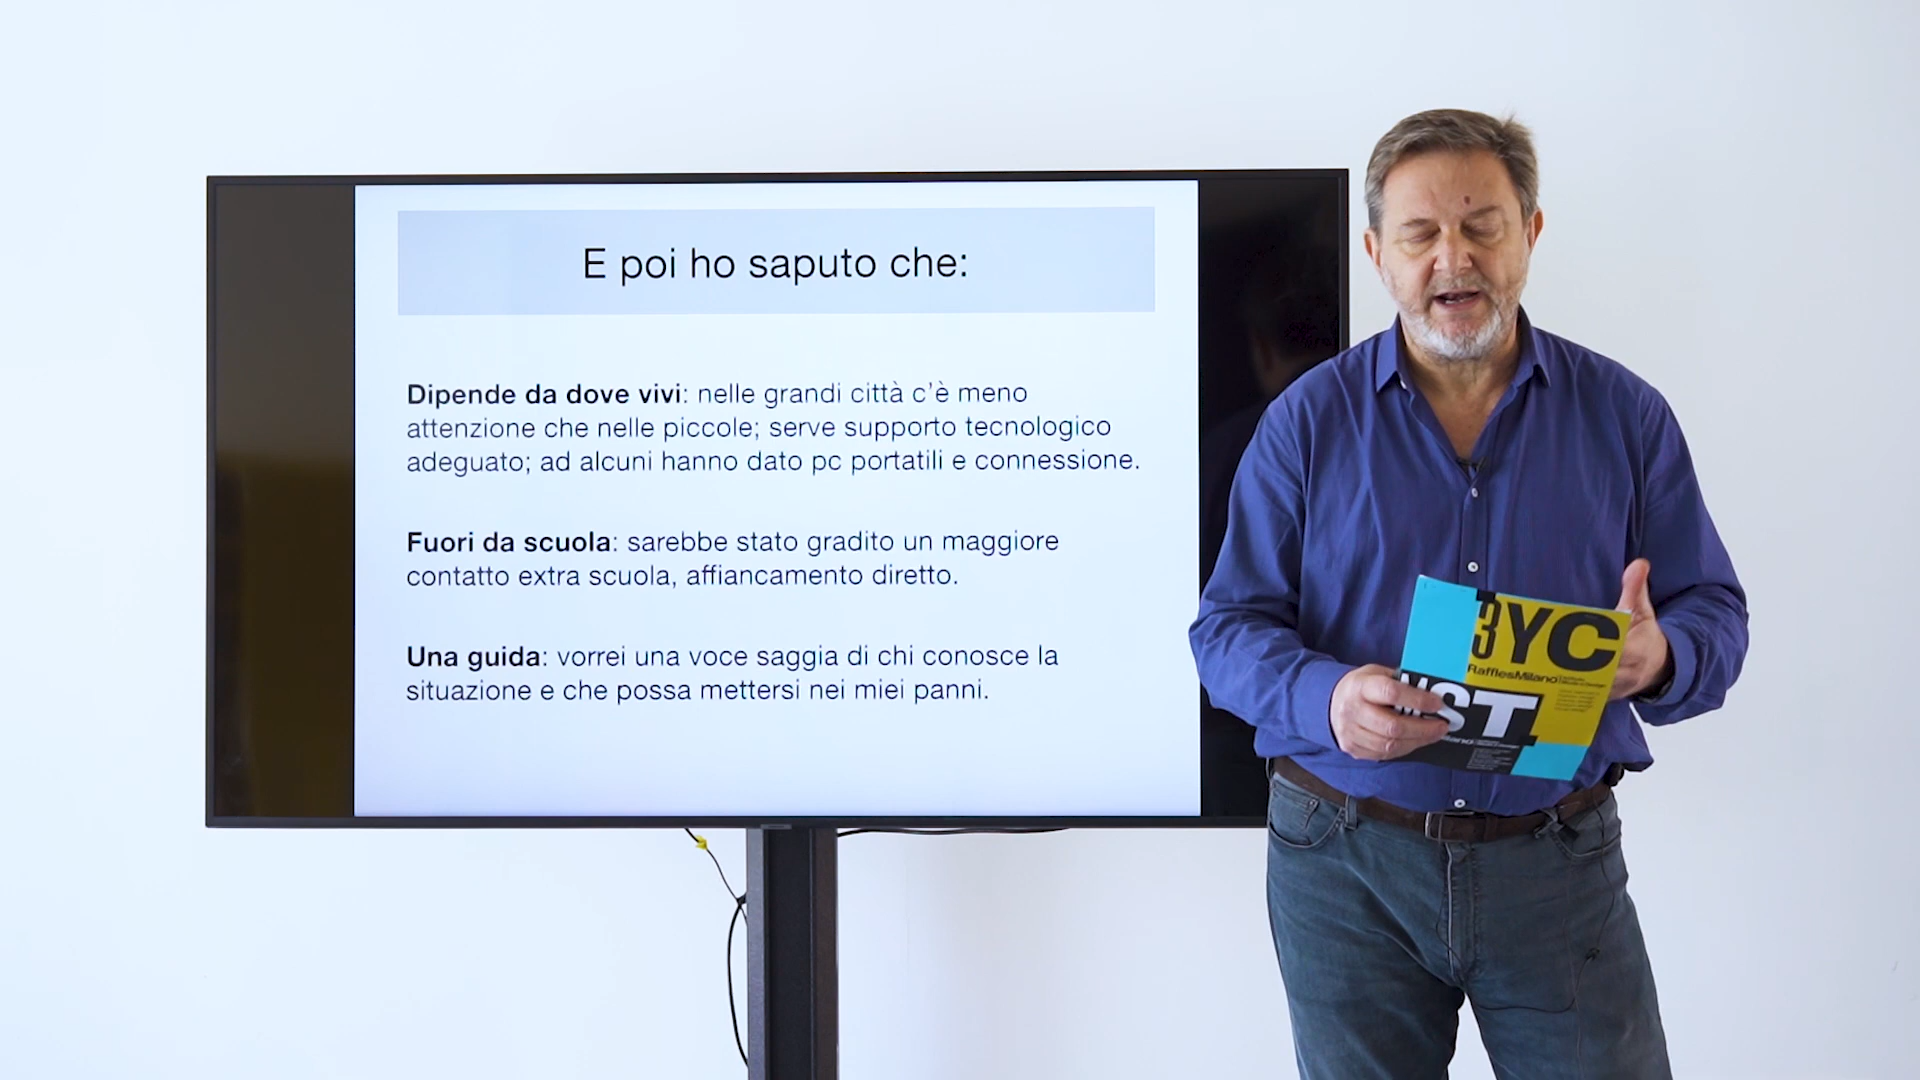 E poi ho saputo che:
Dipende da dove vivi: nelle grandi città c'è meno
attenzione che nelle piccole; serve supporto tecnologico
adeguato; ad alcuni hanno dato pc portatili e connessione.
Fuori da scuola: sarebbe stato gradito un maggiore
contatto extra scuola, affiancamento diretto.
Una guida: vorrei una voce saggia di chi conosce la
situazione e che possa mettersi nei miei panni.
3YC
RafflesMilano